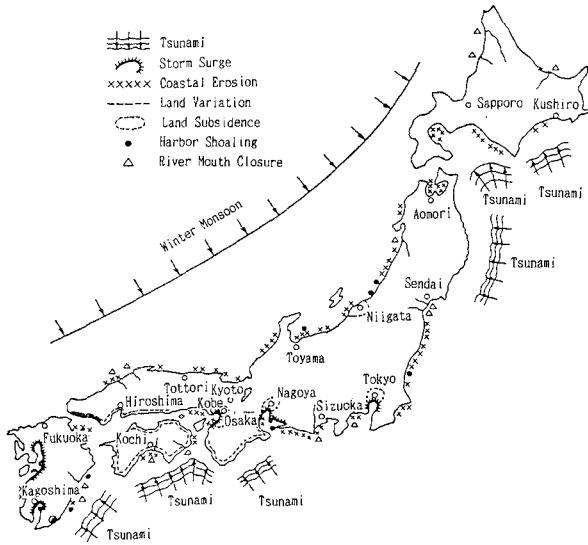 Tsunami
Storm Surge
Coastal Erosion
Land Variation
Land Subsidence
Harbor Shoaling
River Mouth Closure
Winter Monsoon
Sapporo Kushiro
Tsunami
Tsunami
Aomori
Tsunami
Sendai
Niigata
Toyama
Tottori
Kyoto
Tokyo
Hiroshima
Kobe
Nagoya
Osaka
Sizuoka
Fukuoka
Kochi
Kagoshima
Tsunami
Tsunami
Tsunami